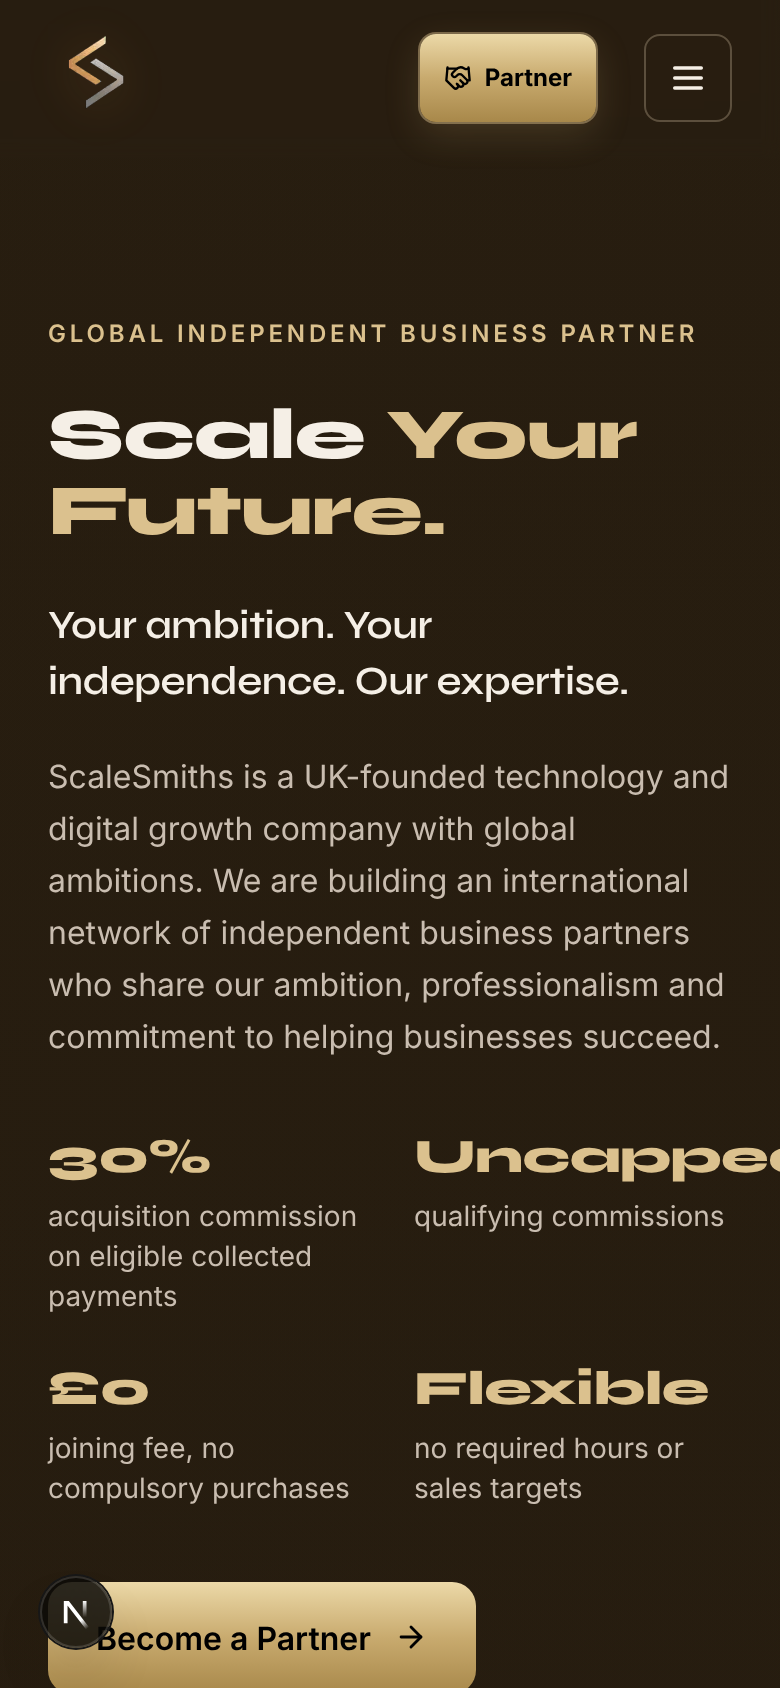 Partner
GLOBAL INDEPENDENT BUSINESS PARTNER
Scale Your
Future.
Your ambition. Your
independence. Our expertise.
ScaleSmiths is a UK-founded technology and
digital growth company with global
ambitions. We are building an international
network of independent business partners
who share our ambition, professionalism and
commitment to helping businesses succeed.
30%
acquisition commission
on eligible collected
payments
Uncapped
qualifying commissions
£0
joining fee, no
compulsory purchases
Flexible
no required hours or
sales targets
N
Become a Partner